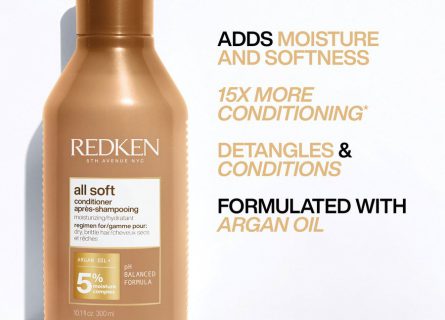 REDKEN
5TH AVENUE NYC
all soft
conditioner
après-shampooing
moisturizing/hydratant
regimen for/gamme pour:
dry, brittle hair/cheveux secs
et rêches
ARGAN OIL +
5%
moisture
complex
pH
BALANCED
FORMULA
10.1 fl oz 300 ml
ADDS MOISTURE
AND SOFTNESS
15X MORE
CONDITIONING*
DETANGLES &
CONDITIONS
FORMULATED WITH
ARGAN OIL